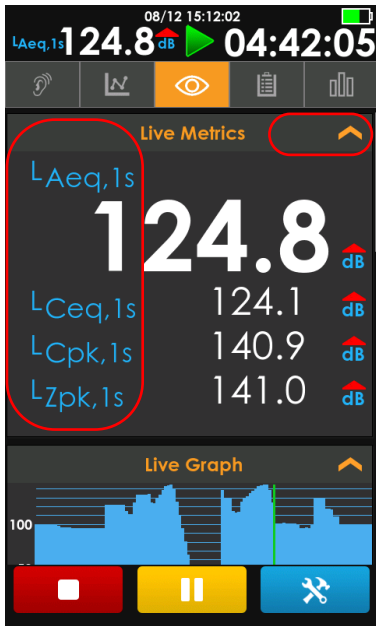 08/12 15:12:02
LAeq,1s 124.8 dB 04:42:05
Live Metrics
LAeq,1s
124.8 dB
LCeq,1s 124.1 dB
LCpk,1s 140.9 dB
LZpk,1s 141.0 dB
Live Graph
100